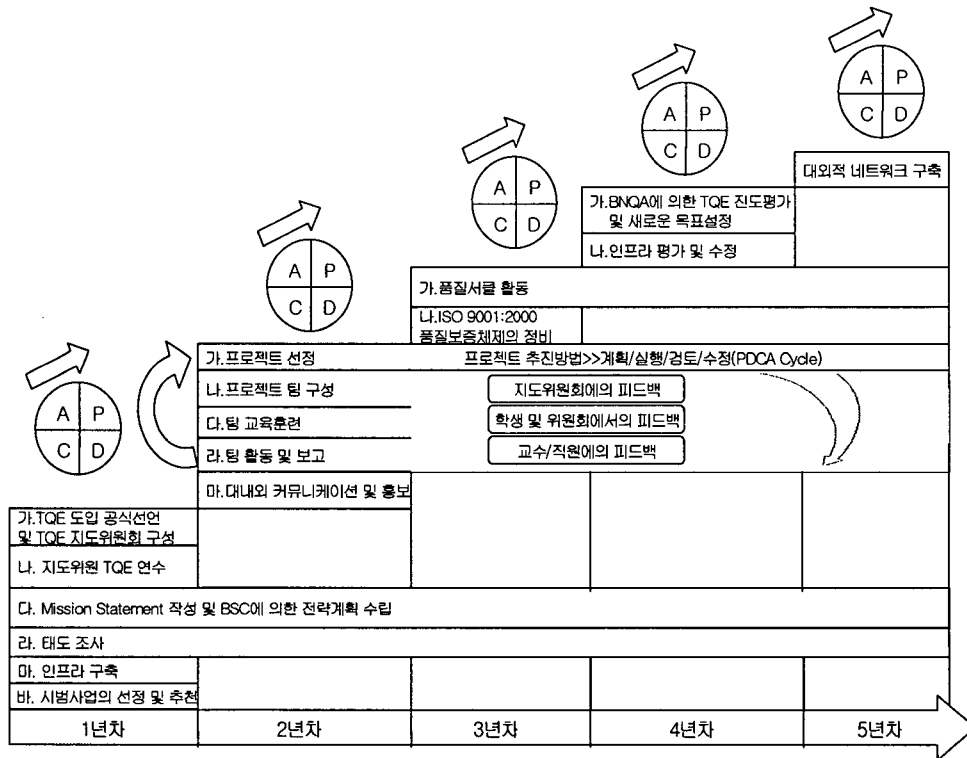 A P
C D
A P
C D
A P
C D
A P
C D
A P
C D
대외적 네트워크 구축
가.BNQA에 의한 TQE 진도평가
및 새로운 목표설정
나.인프라 평가 및 수정
가.품질서클 활동
나.ISO 9001:2000
품질보증체제의 정비
가.프로젝트 선정
프로젝트 추진방법>>계획/실행/검토/수정(PDCA Cycle)
나.프로젝트 팀 구성
지도위원회에의 피드백
다.팀 교육훈련
학생 및 위원회에서의 피드백
라.팀 활동 및 보고
교수/직원에의 피드백
마.대내외 커뮤니케이션 및 홍보
가.TQE 도입 공식선언
및 TQE 지도위원회 구성
나. 지도위원 TQE 연수
다. Mission Statement 작성 및 BSC에 의한 전략계획 수립
라. 태도 조사
마. 인프라 구축
바. 시범사업의 선정 및 추천
1년차
2년차
3년차
4년차
5년차